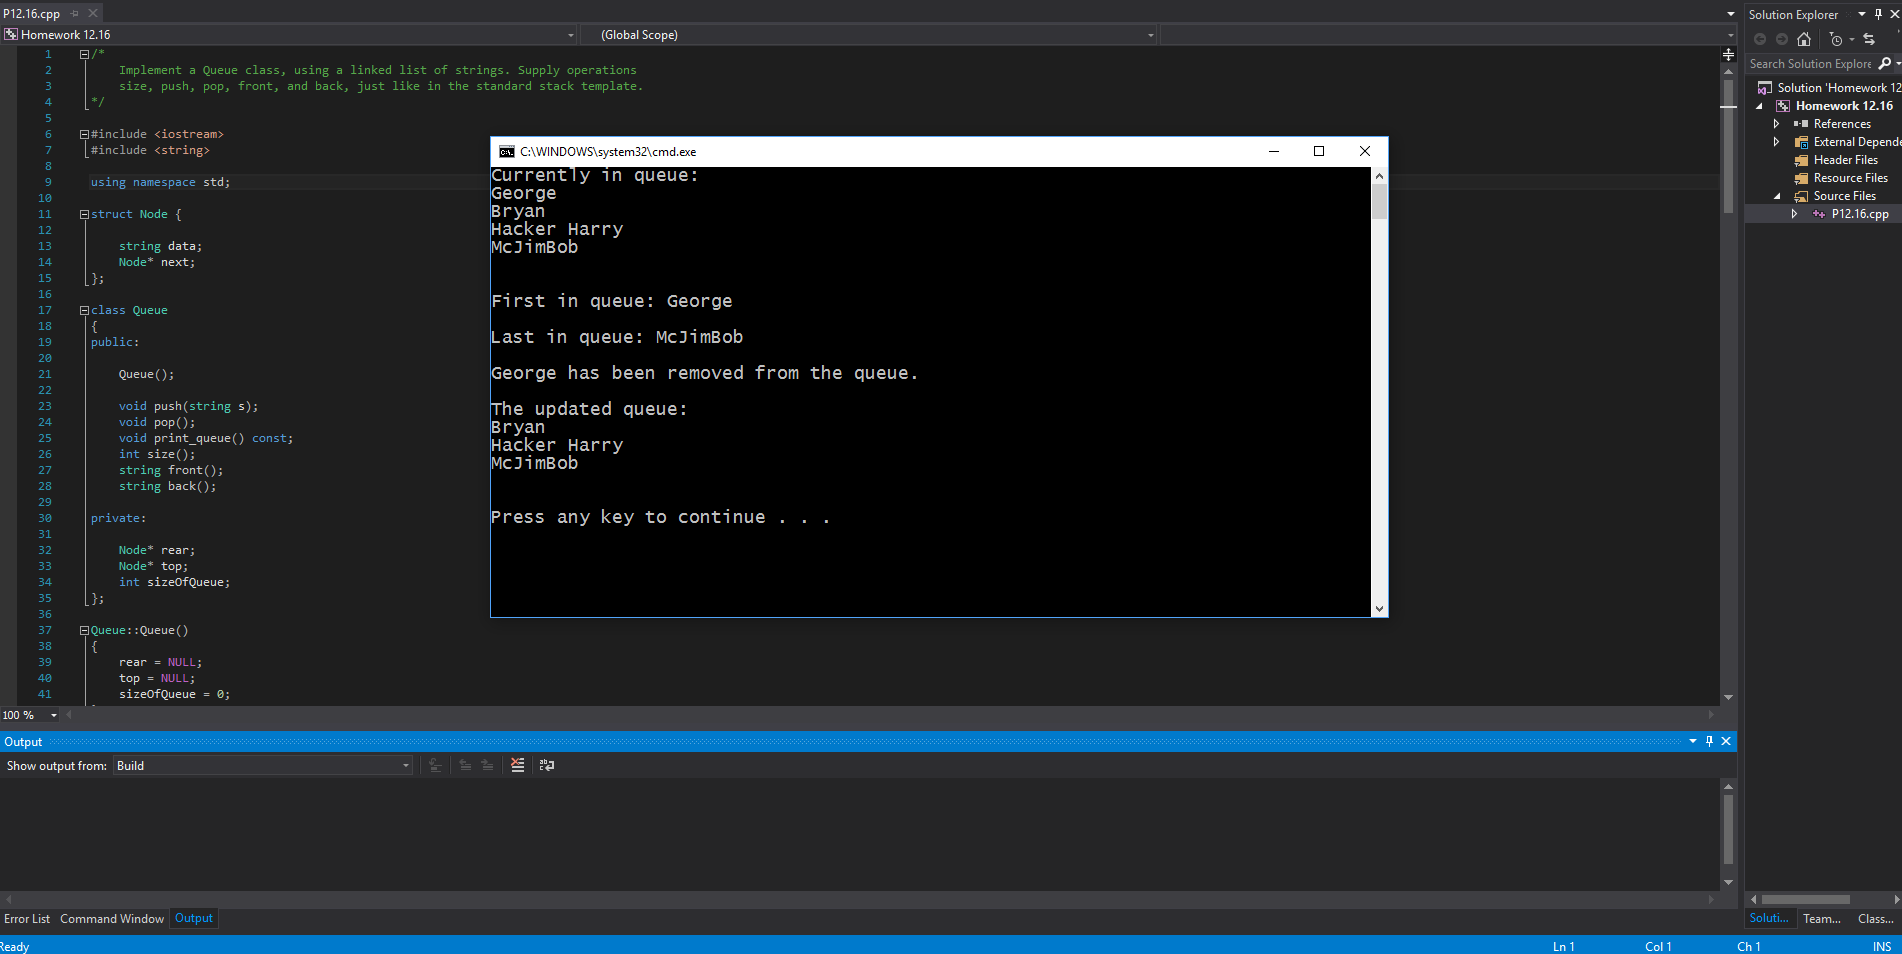 P12.16.cpp
Homework 12.16
(Global Scope)
1 /*
2 Implement a Queue class, using a linked list of strings. Supply operations
3 size, push, pop, front, and back, just like in the standard stack template.
4 */
5
6 #include <iostream>
7 #include <string>
8
9 using namespace std;
10
11 struct Node {
12
13 string data;
14 Node* next;
15 };
16
17 class Queue
18 {
19 public:
20
21 Queue();
22
23 void push(string s);
24 void pop();
25 void print_queue() const;
26 int size();
27 string front();
28 string back();
29
30 private:
31
32 Node* rear;
33 Node* top;
34 int sizeOfQueue;
35 };
36
37 Queue::Queue()
38 {
39 rear = NULL;
40 top = NULL;
41 sizeOfQueue = 0;
100 %
C:\WINDOWS\system32\cmd.exe
Currently in queue:
George
Bryan
Hacker Harry
McJimBob
First in queue: George
Last in queue: McJimBob
George has been removed from the queue.
The updated queue:
Bryan
Hacker Harry
McJimBob
Press any key to continue . . .
Solution Explorer
Search Solution Explore
Solution 'Homework 12
Homework 12.16
References
External Depende
Header Files
Resource Files
Source Files
P12.16.cpp
Output
Show output from: Build
Error List Command Window Output
Soluti... Team... Class...
Ready Ln 1 Col 1 Ch 1 INS